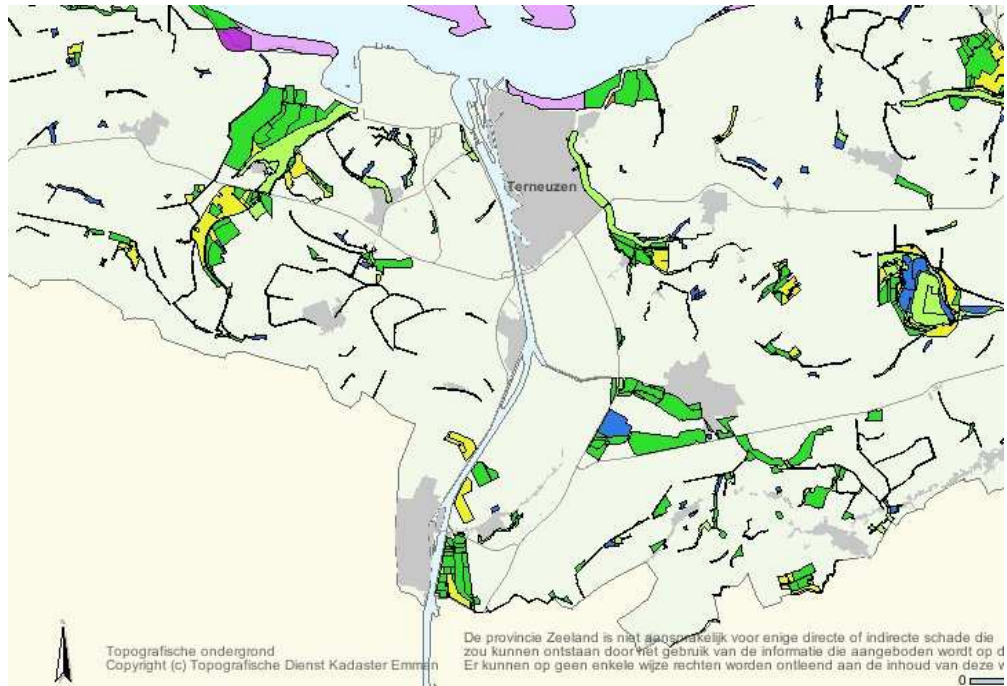 Terneuzen
Topografische ondergrond
Copyright (c) Topografische Dienst Kadaster Emmen
De provincie Zeeland is niet aansprakelijk voor enige directe of indirecte schade die
zou kunnen ontstaan door het gebruik van de informatie die aangeboden wordt op d
Er kunnen op geen enkele wijze rechten worden ontleend aan de inhoud van deze w
0